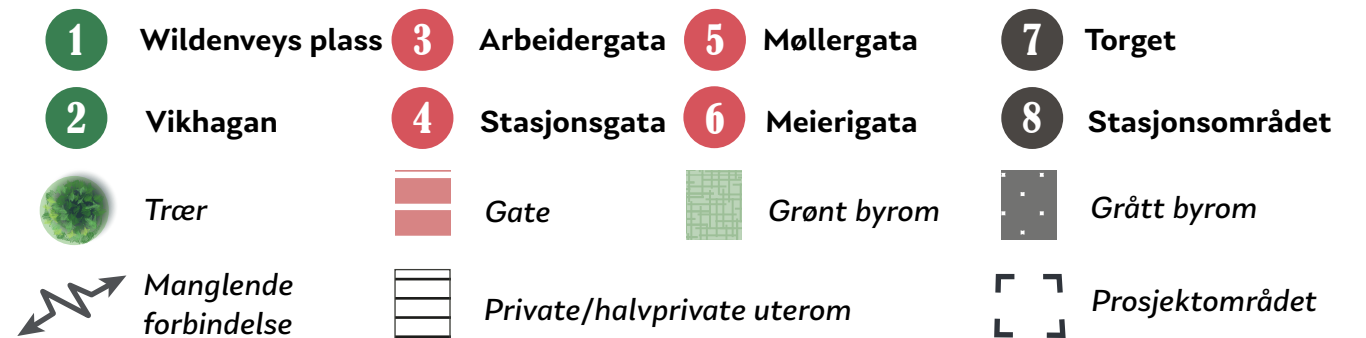 1 Wildenveys plass 3 Arbeidergata 5 Møllergata 7 Torget
2 Vikhagan 4 Stasjonsgata 6 Meierigata 8 Stasjonsområdet
Trær Gate Grønt byrom Grått byrom
Manglende
forbindelse
Private/halvprivate uterom
Prosjektområdet